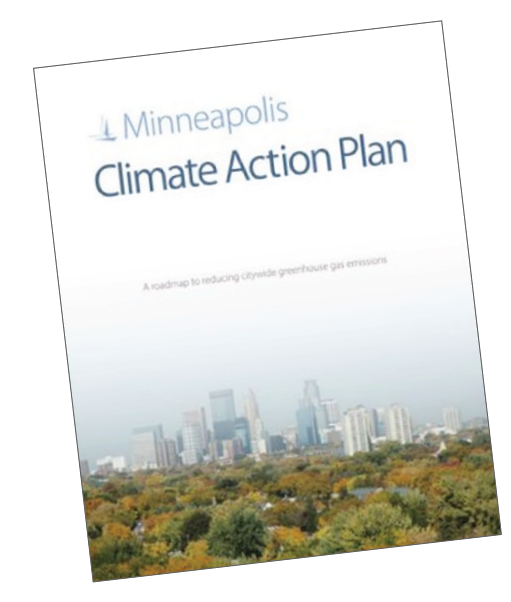 Minneapolis
Climate Action Plan
A roadmap to reducing citywide greenhouse gas emissions